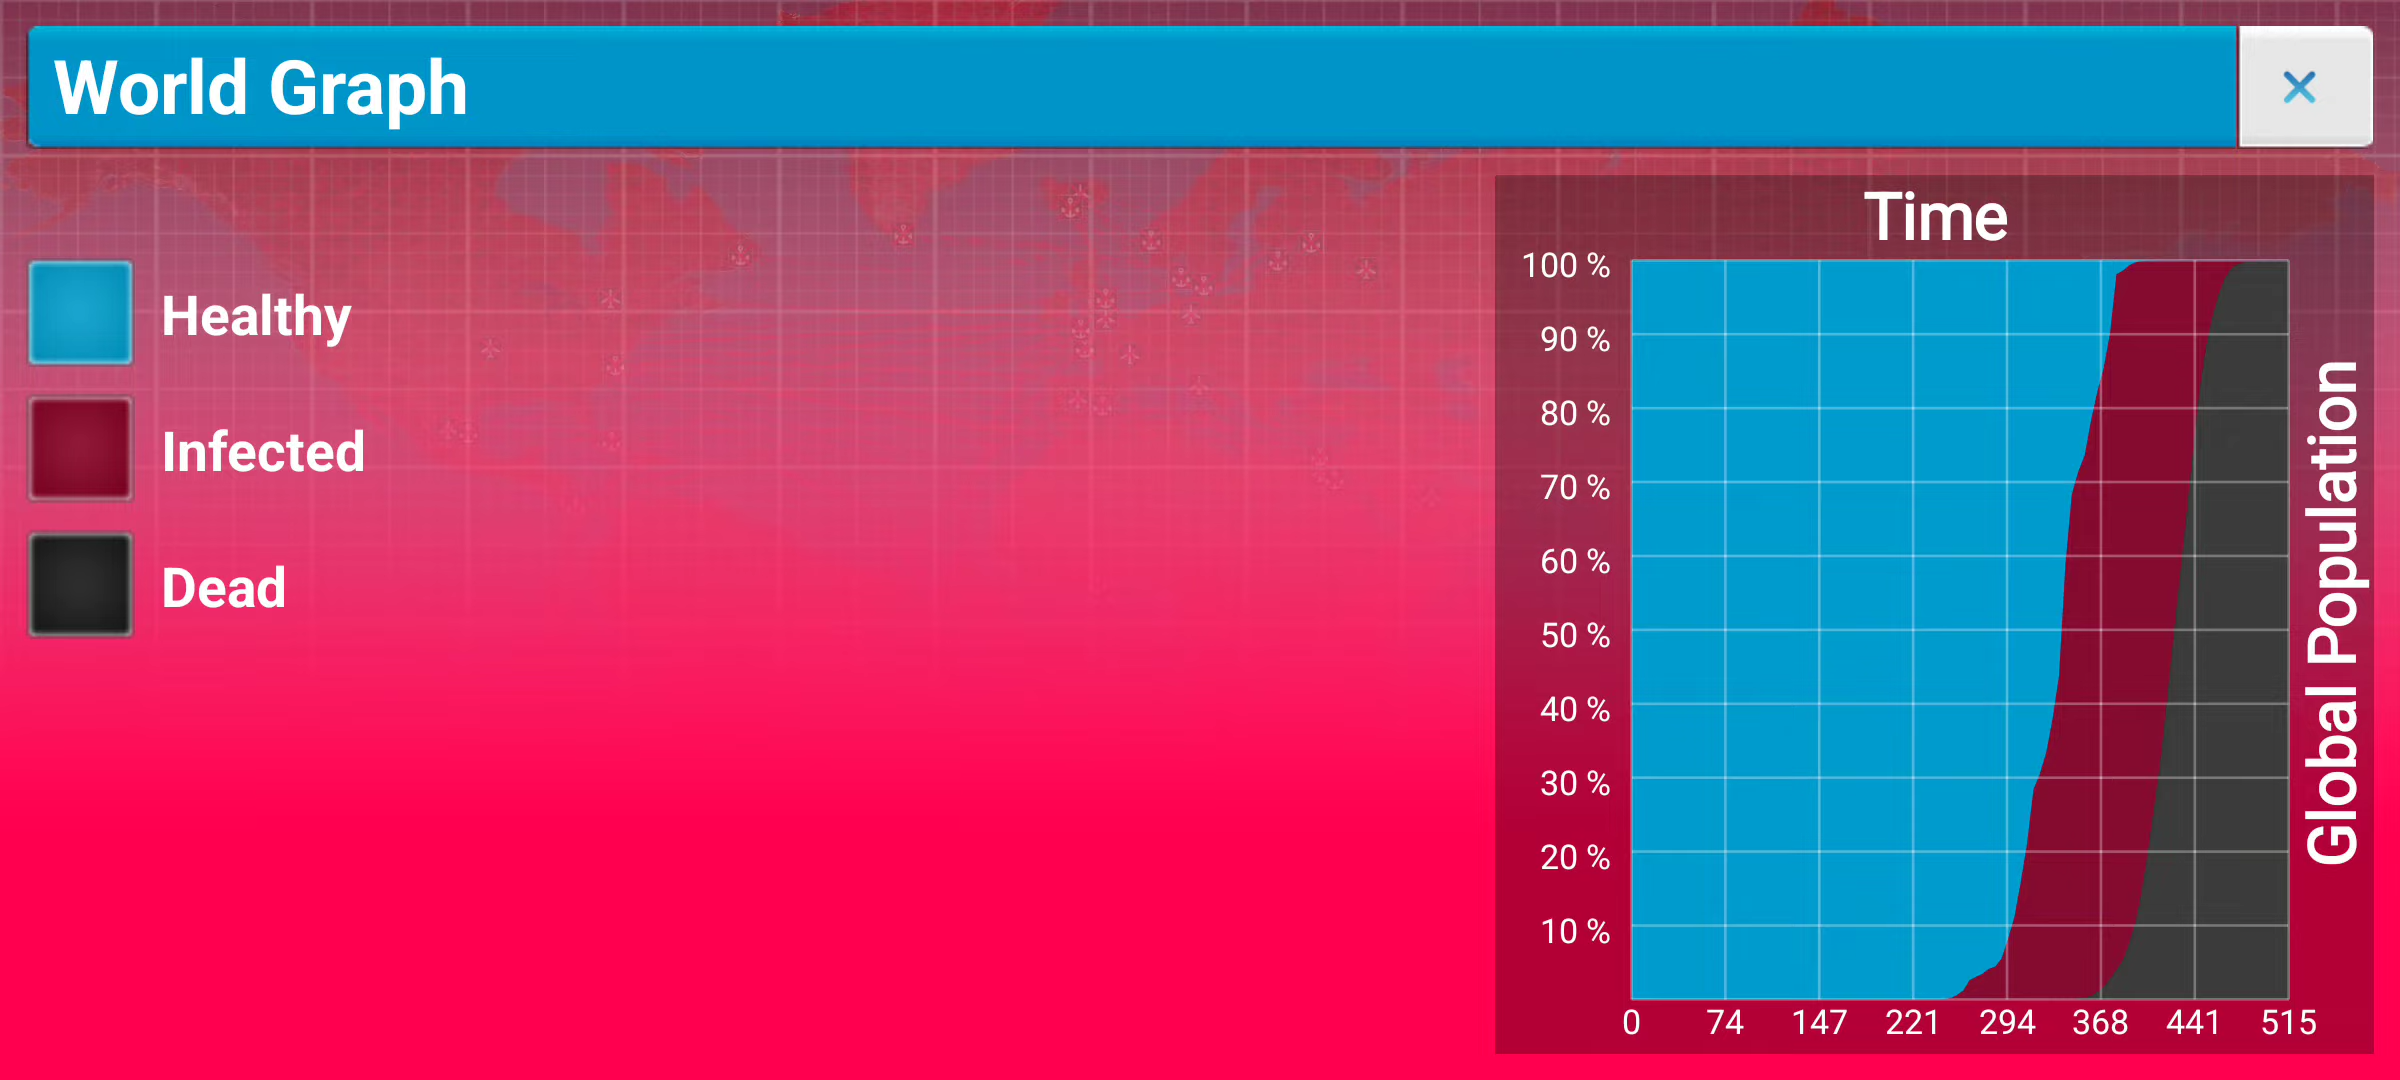 World Graph
Healthy
Infected
Dead
Time
100 %
90 %
80 %
70 %
60 %
50 %
40 %
30 %
20 %
10 %
0 74 147 221 294 368 441 515
Global Population